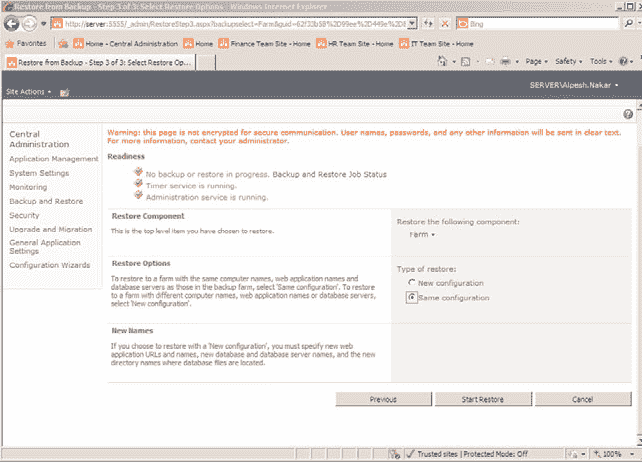 Restore from Backup - Step 3 of 3: Select Restore Options - Windows Internet Explorer
http://server:5555/_admin/RestoreStep3.aspx?backupselect=Farm&guid=62f33b58%2D99ee%2D449e%2D8
Bing
Favorites Home - Central Administration Home - Finance Team Site - Home HR Team Site - Home IT Team Site - Home
Restore from Backup - Step 3 of 3: Select Restore Op...
Page Safety Tools
Site Actions
SERVER\Alpesh.Nakar
Central
Administration
Application Management
System Settings
Monitoring
Backup and Restore
Security
Upgrade and Migration
General Application
Settings
Configuration Wizards
Warning: this page is not encrypted for secure communication. User names, passwords, and any other information will be sent in clear text.
For more information, contact your administrator.
Readiness
No backup or restore in progress. Backup and Restore Job Status
Timer service is running.
Administration service is running.
Restore Component
This is the top level item you have chosen to restore.
Restore the following component:
Farm
Restore Options
To restore to a farm with the same computer names, web application names and
database servers as those in the backup farm, select 'Same configuration'. To restore
to a farm with different computer names, web application names or database servers,
select 'New configuration'.
Type of restore:
New configuration
Same configuration
New Names
If you choose to restore with a 'New configuration', you must specify new web
application URLs and names, new database and database server names, and the new
directory names where database files are located.
Previous Start Restore Cancel
Trusted sites | Protected Mode: Off 100%